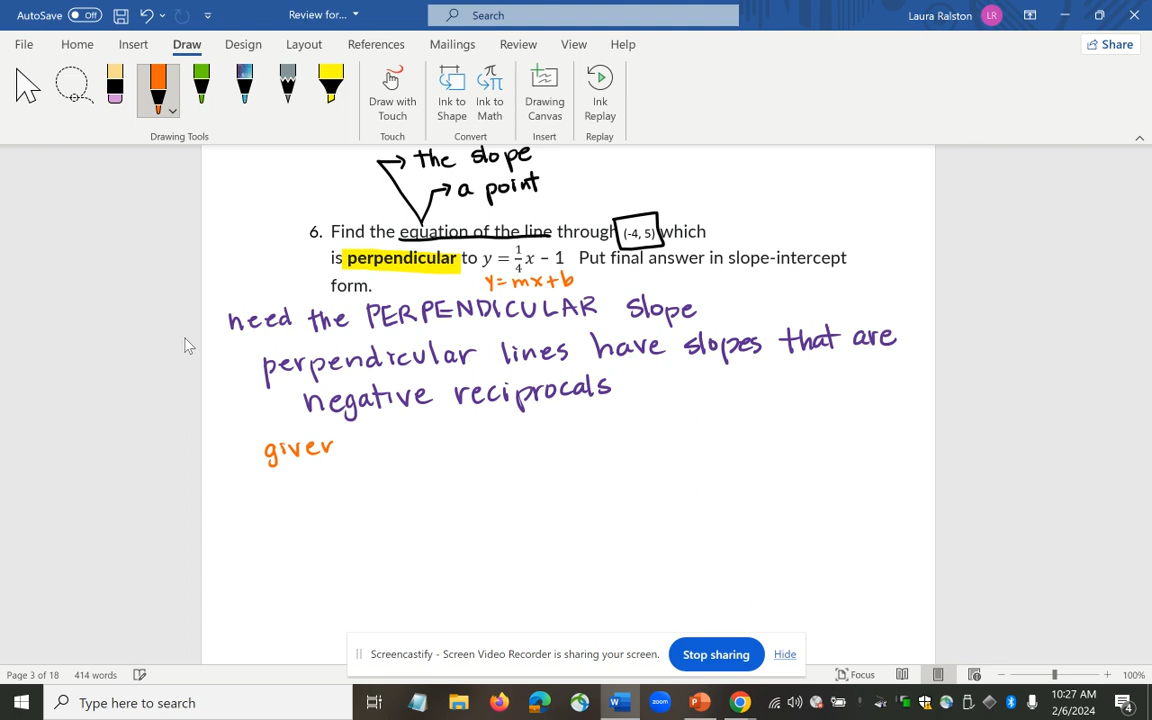 AutoSave Off Review for... Search Laura Ralston LR
File Home Insert Draw Design Layout References Mailings Review View Help Share
Draw with Touch Ink to Shape Ink to Math Drawing Canvas Ink Replay
Drawing Tools Touch Convert Insert Replay
the slope
a point
6. Find the equation of the line through (-4, 5) which
is perpendicular to y = 1/4 x – 1 Put final answer in slope-intercept
y = mx + b
form.
need the PERPENDICULAR slope
perpendicular lines have slopes that are
negative reciprocals
giver
Screencastify - Screen Video Recorder is sharing your screen. Stop sharing Hide
Page 3 of 18 414 words Focus 100%
Type here to search zoom 10:27 AM
2/6/2024 4